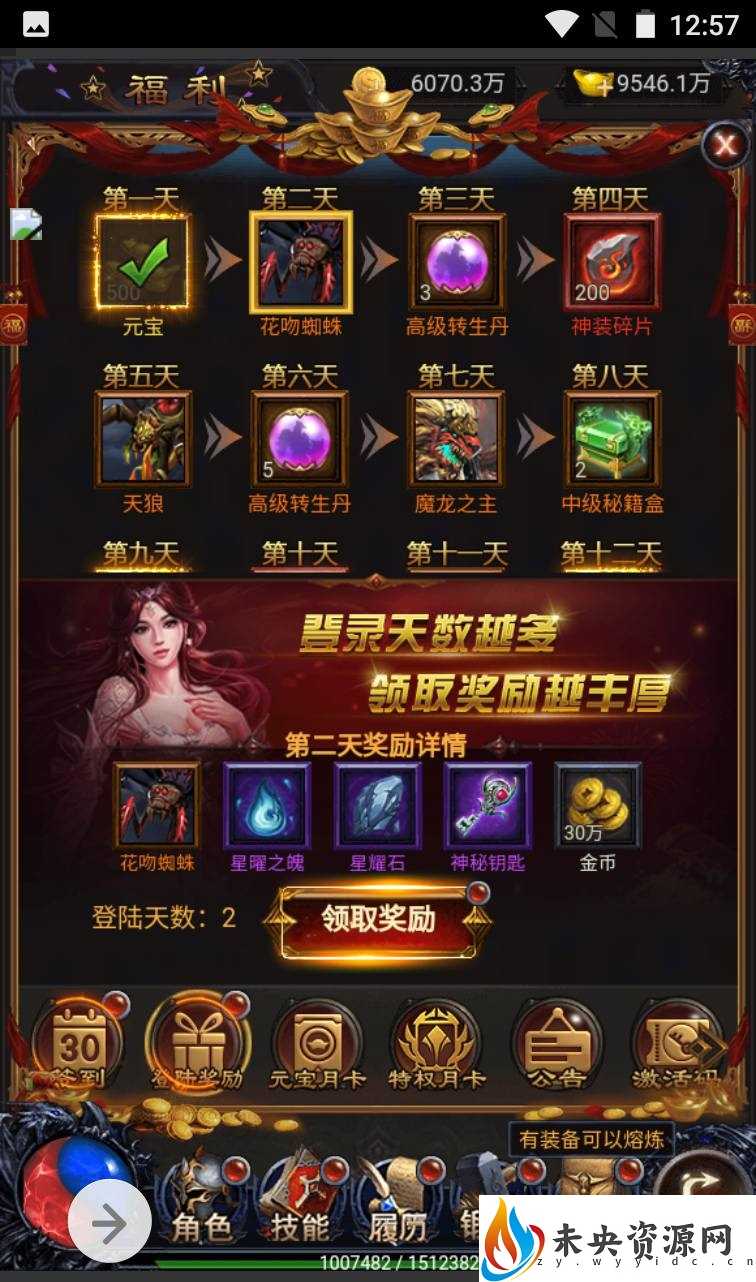 12:57
福利
6070.3万
9546.1万
第一天 第二天 第三天 第四天
500 3 200
元宝 花吻蜘蛛 高级转生丹 神装碎片
福
第五天 第六天 第七天 第八天
5 2
天狼 高级转生丹 魔龙之主 中级秘籍盒
第九天 第十天 第十一天 第十二天
登录天数越多
领取奖励越丰厚
第二天奖励详情
30万
花吻蜘蛛 星曜之魄 星耀石 神秘钥匙 金币
登陆天数：2
领取奖励
30
签到 登陆奖励 元宝月卡 特权月卡 公告 激活码
有装备可以熔炼
角色 技能 履历
1007482 / 1512382
未央资源网
zy.wyyidc.cn